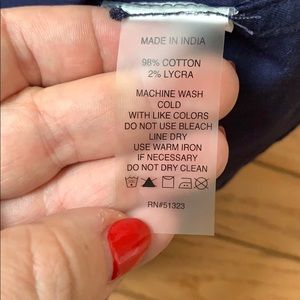 MADE IN INDIA
98% COTTON
2% LYCRA
MACHINE WASH
COLD
WITH LIKE COLORS
DO NOT USE BLEACH
LINE DRY
USE WARM IRON
IF NECESSARY
DO NOT DRY CLEAN
RN#51323